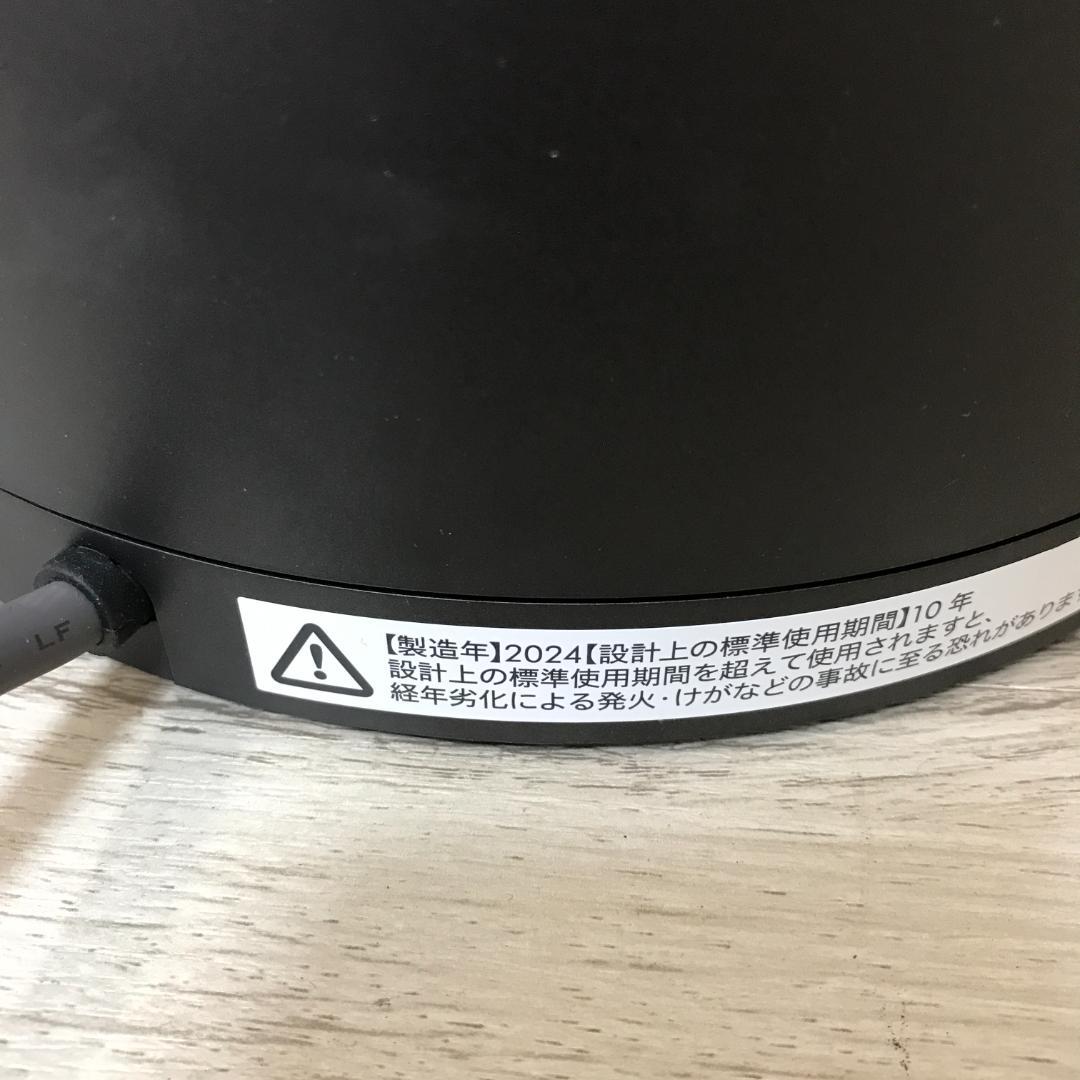 【製造年】2024【設計上の標準使用期間】10 年
設計上の標準使用期間を超えて使用されますと、
経年劣化による発火・けがなどの事故に至る恐れがありま
LF